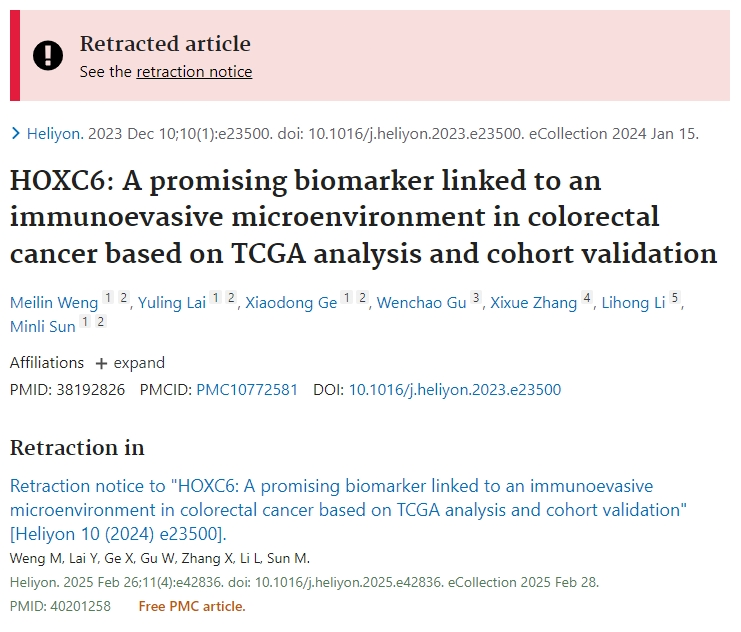 Retracted article
See the retraction notice
Heliyon. 2023 Dec 10;10(1):e23500. doi: 10.1016/j.heliyon.2023.e23500. eCollection 2024 Jan 15.
HOXC6: A promising biomarker linked to an
immunoevasive microenvironment in colorectal
cancer based on TCGA analysis and cohort validation
Meilin Weng 1 2, Yuling Lai 1 2, Xiaodong Ge 1 2, Wenchao Gu 3, Xixue Zhang 4, Lihong Li 5,
Minli Sun 1 2
Affiliations + expand
PMID: 38192826 PMCID: PMC10772581 DOI: 10.1016/j.heliyon.2023.e23500
Retraction in
Retraction notice to "HOXC6: A promising biomarker linked to an immunoevasive
microenvironment in colorectal cancer based on TCGA analysis and cohort validation"
[Heliyon 10 (2024) e23500].
Weng M, Lai Y, Ge X, Gu W, Zhang X, Li L, Sun M.
Heliyon. 2025 Feb 26;11(4):e42836. doi: 10.1016/j.heliyon.2025.e42836. eCollection 2025 Feb 28.
PMID: 40201258 Free PMC article.